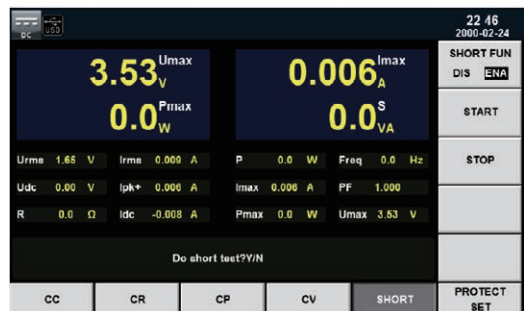 DC USB 22 46
2000-02-24
3.53 Umax V 0.006 Imax A
0.0 Pmax W 0.0 S VA
SHORT FUN
DIS ENA
START
STOP
Urms 1.65 V Irms 0.009 A P 0.0 W Freq 0.0 Hz
Udc 0.00 V Ipk+ 0.006 A Imax 0.006 A PF 1.000
R 0.0 Ω Idc -0.008 A Pmax 0.0 W Umax 3.53 V
Do short test?Y/N
CC CR CP CV SHORT PROTECT SET